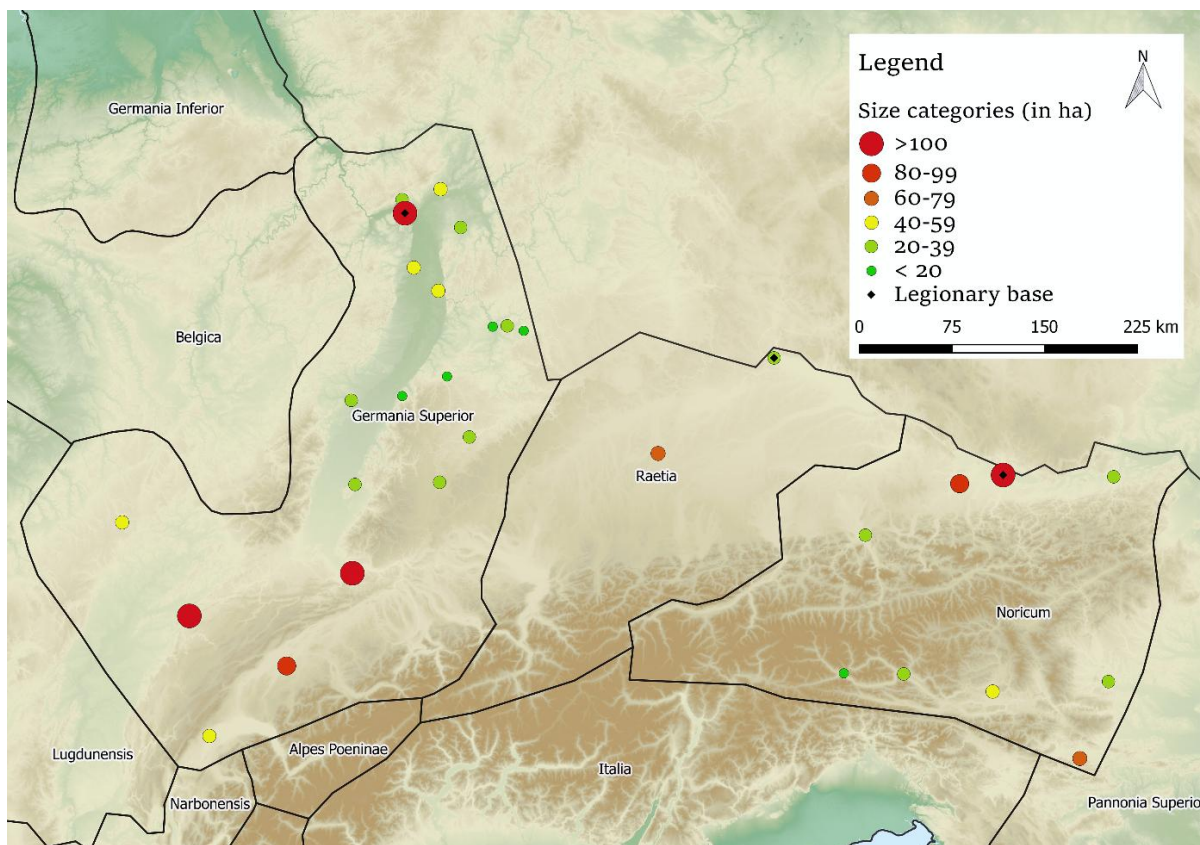 Legend
N
Size categories (in ha)
>100
80-99
60-79
40-59
20-39
< 20
Legionary base
0 75 150 225 km
Germania Inferior
Belgica
Germania Superior
Raetia
Noricum
Lugdunensis
Alpes Poeninae
Italia
Narbonensis
Pannonia Superio